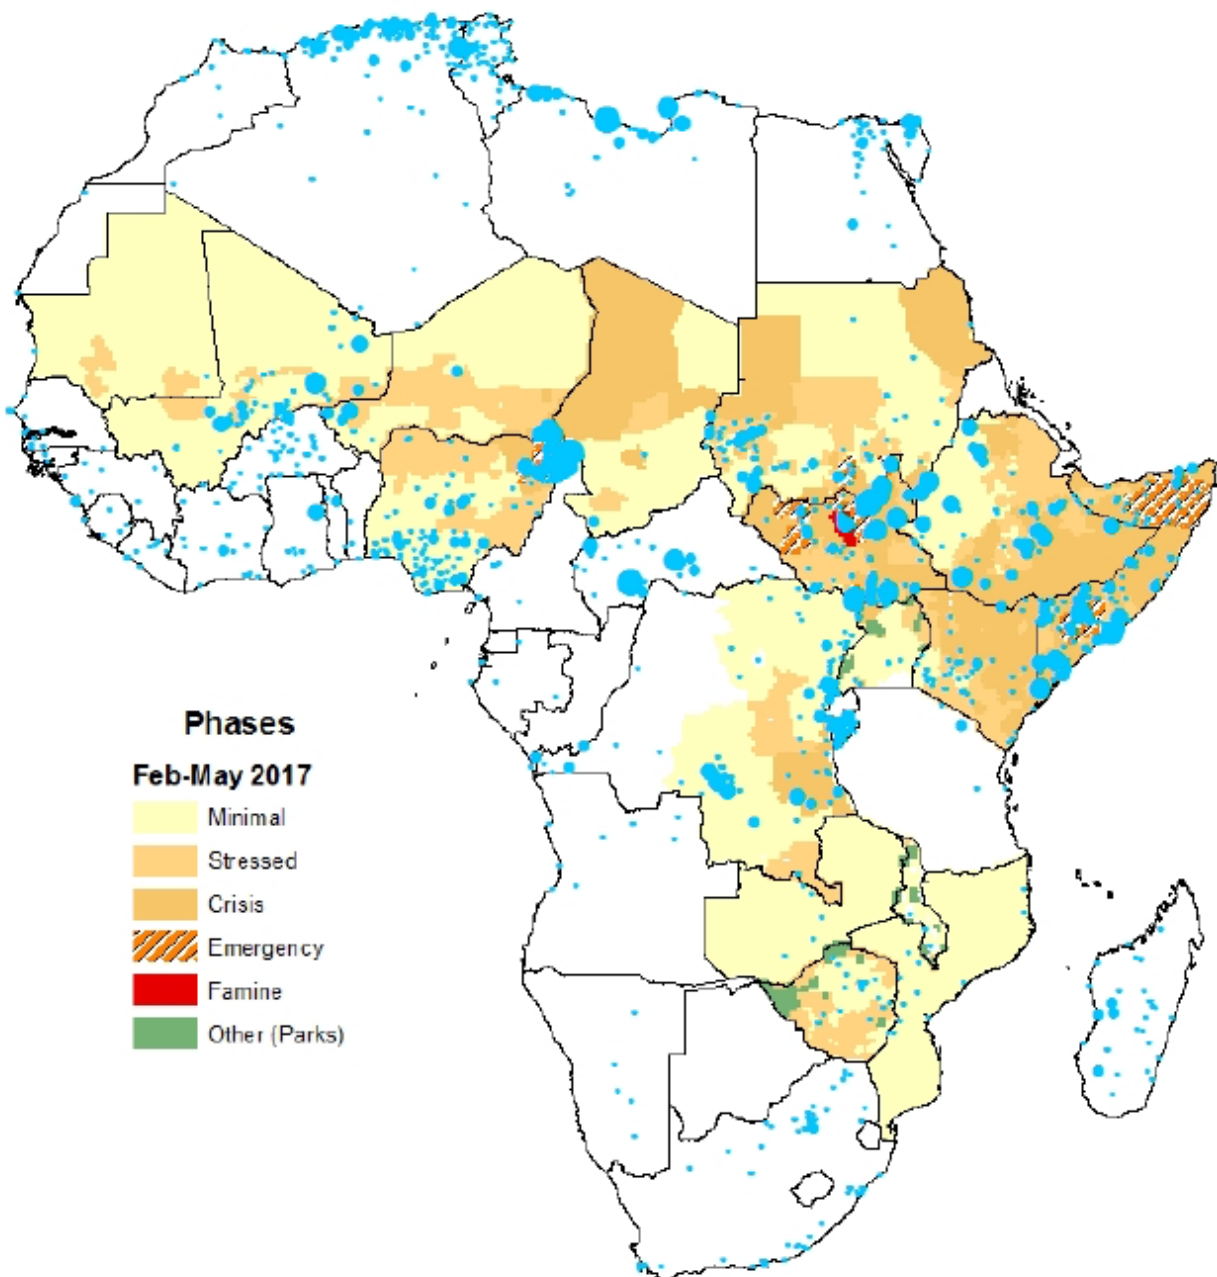 Phases
Feb-May 2017
Minimal
Stressed
Crisis
Emergency
Famine
Other (Parks)